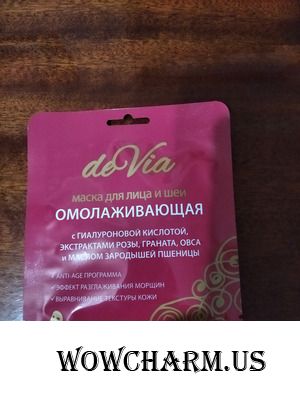 deVia
маска для лица и шеи
ОМОЛАЖИВАЮЩАЯ
с ГИАЛУРОНОВОЙ КИСЛОТОЙ,
ЭКСТРАКТАМИ РОЗЫ, ГРАНАТА, ОВСА
и МАСЛОМ ЗАРОДЫШЕЙ ПШЕНИЦЫ
ANTI-AGE ПРОГРАММА
ЭФФЕКТ РАЗГЛАЖИВАНИЯ МОРЩИН
ВЫРАВНИВАНИЕ ТЕКСТУРЫ КОЖИ
WOWCHARM.US